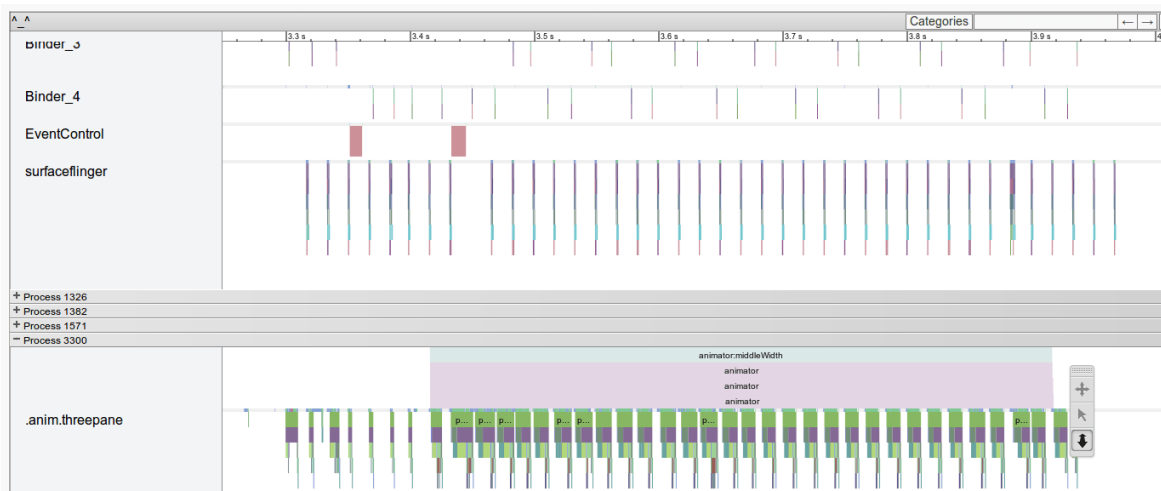 ^_^
Categories ← →
3.3 s 3.4 s 3.5 s 3.6 s 3.7 s 3.8 s 3.9 s 4
Binder_3
Binder_4
EventControl
surfaceflinger
+ Process 1326
+ Process 1382
+ Process 1571
− Process 3300
animator:middleWidth
animator
animator
animator
.anim.threepane
p... p... p... p... p... p... p...